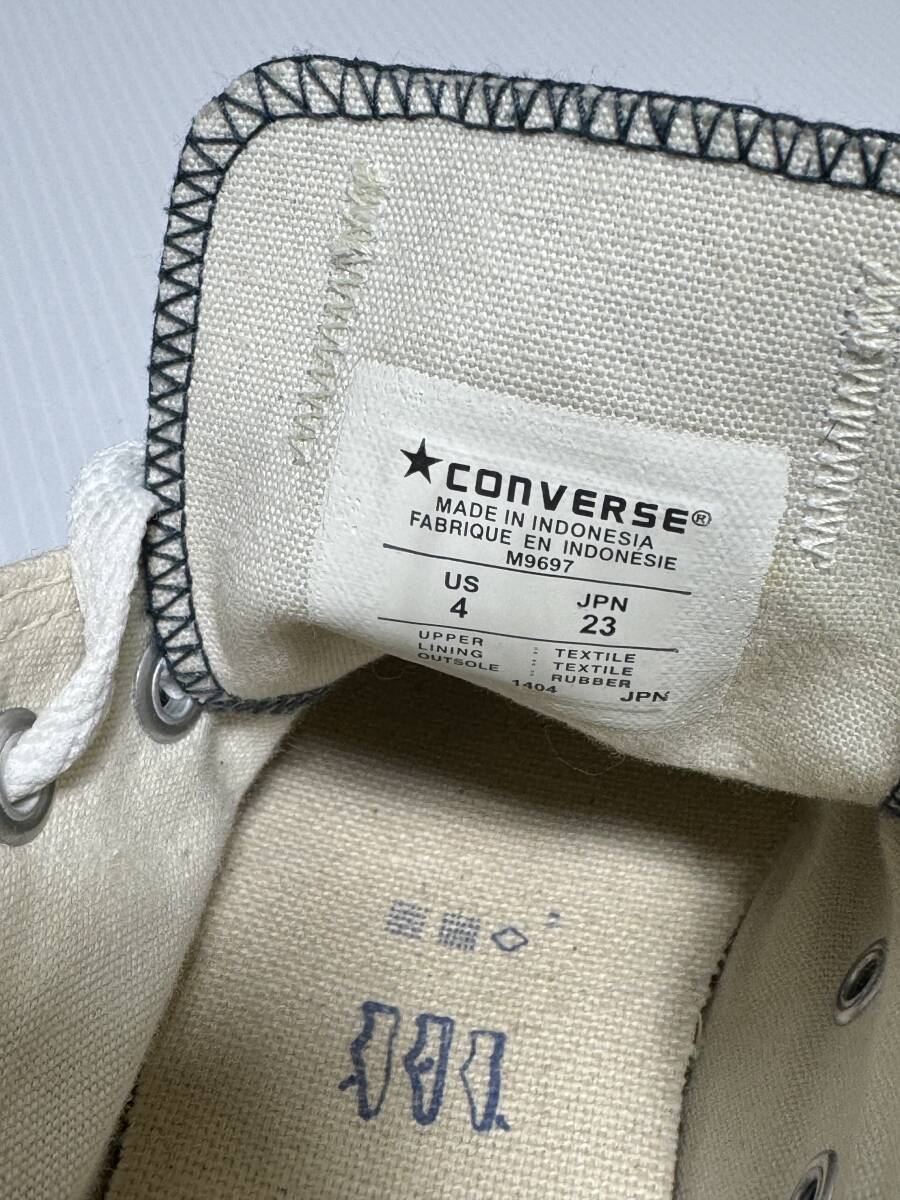 ★CONVERSE®
MADE IN INDONESIA
FABRIQUE EN INDONÉSIE
M9697
US JPN
4 23
UPPER : TEXTILE
LINING : TEXTILE
OUTSOLE : RUBBER
1404 JPN